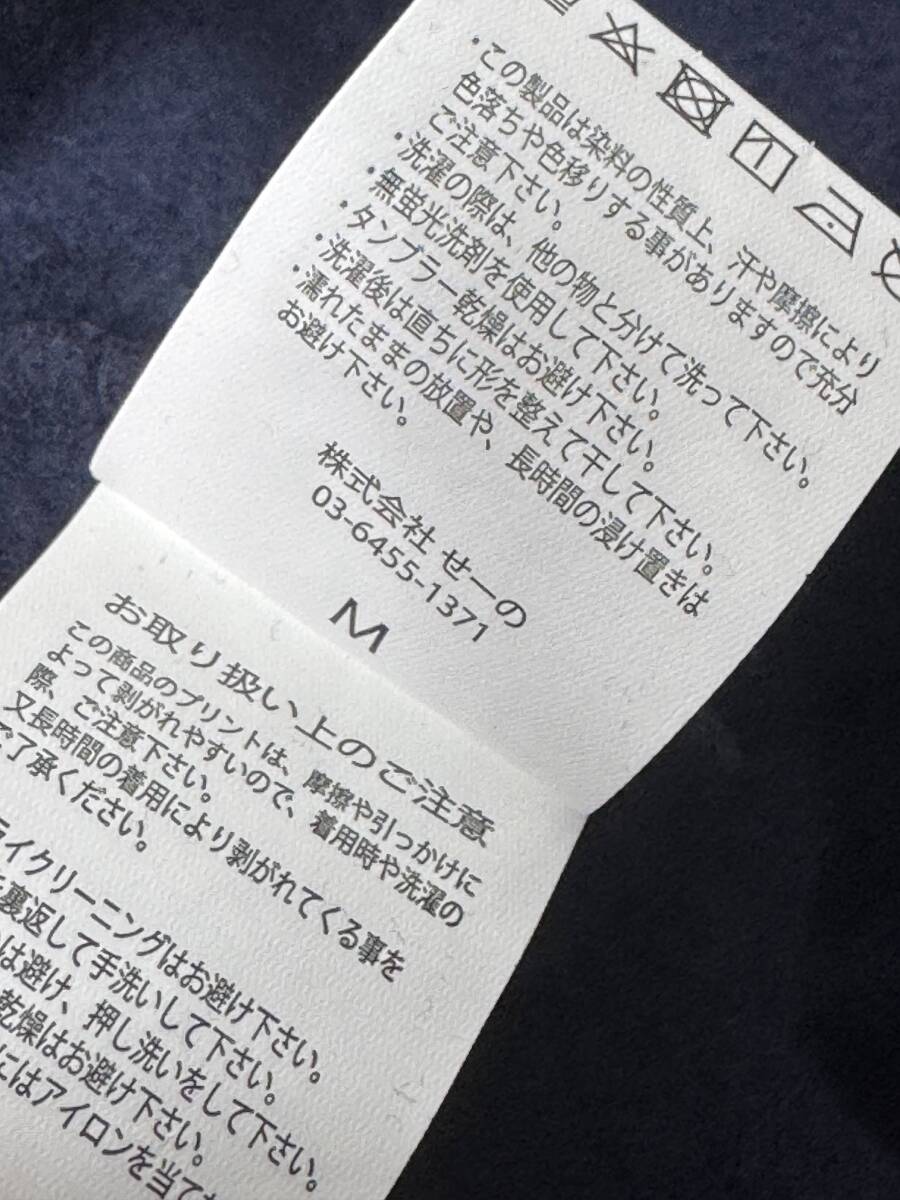 ・この製品は染料の性質上、汗や摩擦により
色落ちや色移りする事がありますので充分
ご注意下さい。
・洗濯の際は、他の物と分けて洗って下さい。
・無蛍光洗剤を使用して下さい。
・タンブラー乾燥はお避け下さい。
・洗濯後は直ちに形を整えて干して下さい。
・濡れたままの放置や、長時間の浸け置きは
お避け下さい。
株式会社 せーの
03-6455-1371
M
お取り扱い上のご注意
この商品のプリントは、摩擦や引っかけに
よって剥がれやすいので、着用時や洗濯の
際、ご注意下さい。
又長時間の着用により剥がれてくる事を
ご了承ください。
ライクリーニングはお避け下さい。
裏返して手洗いして下さい。
は避け、押し洗いをして下さい。
乾燥はお避け下さい。
にはアイロンを当て